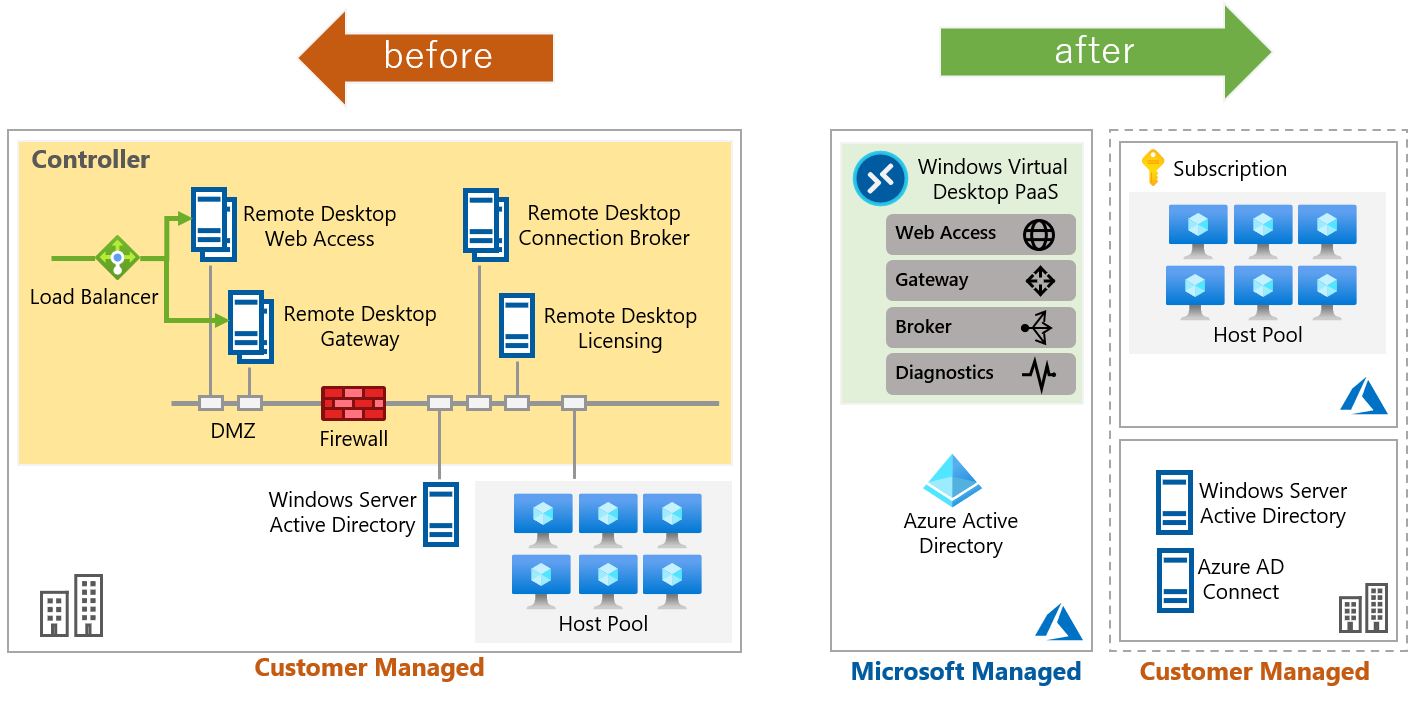 before
after
Controller
Remote Desktop
Web Access
Remote Desktop
Connection Broker
Load Balancer
Remote Desktop
Gateway
Remote Desktop
Licensing
DMZ
Firewall
Windows Server
Active Directory
Host Pool
Customer Managed
Windows Virtual
Desktop PaaS
Web Access
Gateway
Broker
Diagnostics
Azure Active
Directory
Microsoft Managed
Subscription
Host Pool
Windows Server
Active Directory
Azure AD
Connect
Customer Managed